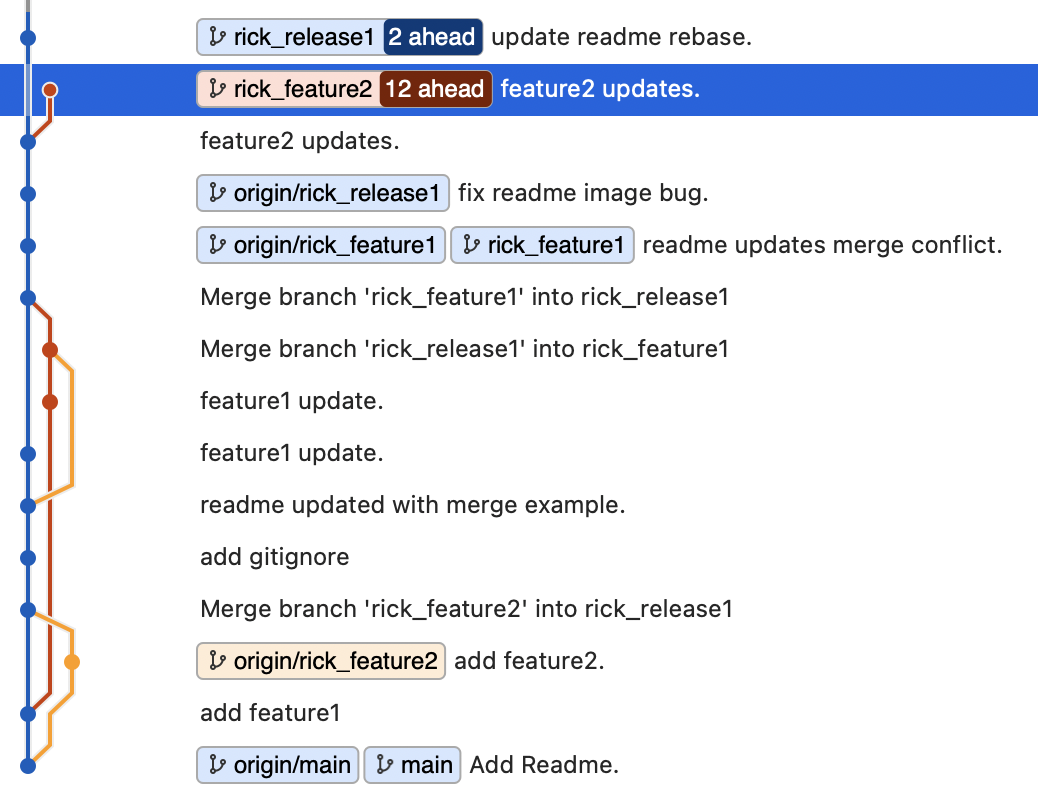 rick_release1 2 ahead update readme rebase.
rick_feature2 12 ahead feature2 updates.
feature2 updates.
origin/rick_release1 fix readme image bug.
origin/rick_feature1 rick_feature1 readme updates merge conflict.
Merge branch 'rick_feature1' into rick_release1
Merge branch 'rick_release1' into rick_feature1
feature1 update.
feature1 update.
readme updated with merge example.
add gitignore
Merge branch 'rick_feature2' into rick_release1
origin/rick_feature2 add feature2.
add feature1
origin/main main Add Readme.